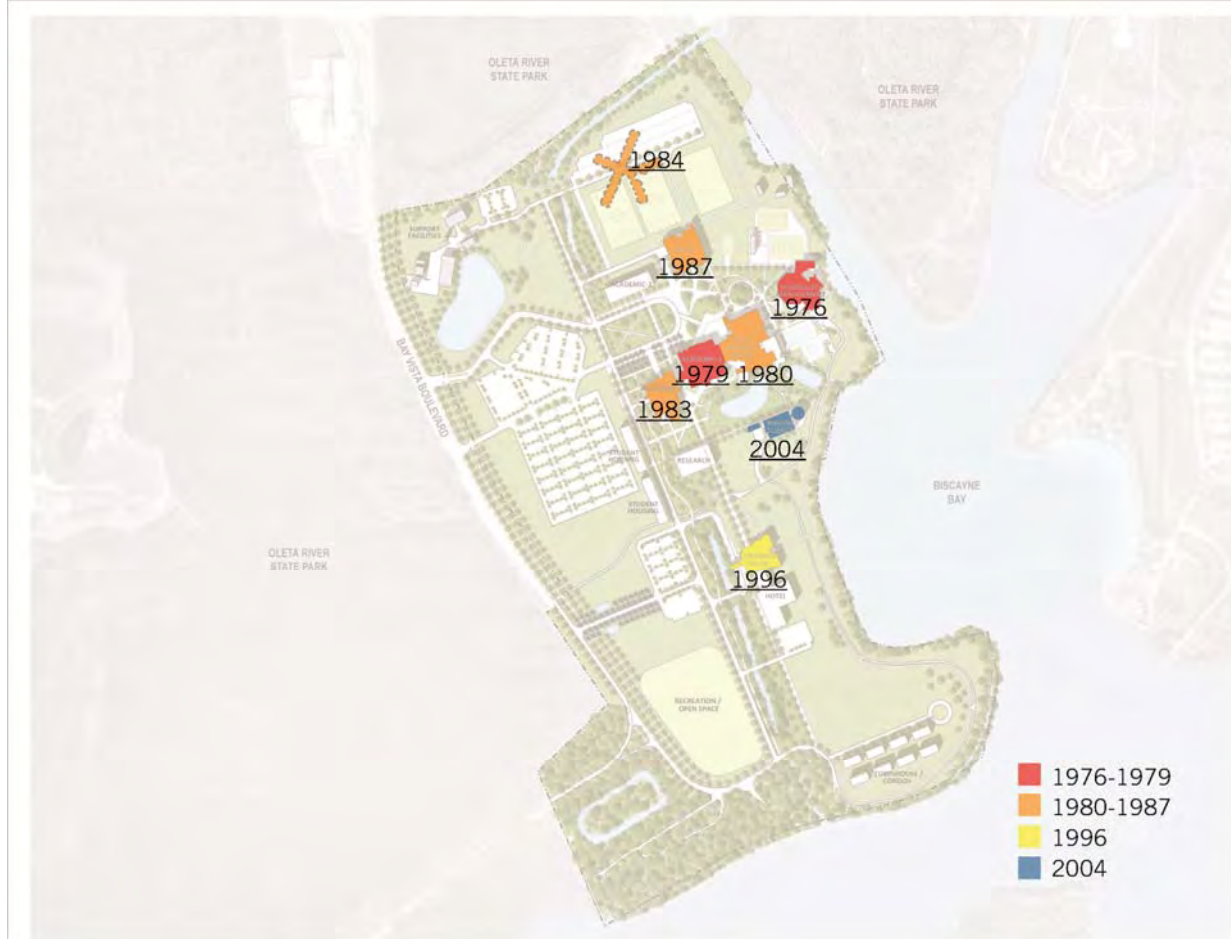 OLETA RIVER
STATE PARK
OLETA RIVER
STATE PARK
1984
SUPPORT
FACILITIES
1987
1976
BAY VISTA BOULEVARD
1979
1980
1983
2004
STUDENT
HOUSING
RESEARCH
BISCAYNE
BAY
STUDENT
HOUSING
OLETA RIVER
STATE PARK
1996
HOTEL
RECREATION /
OPEN SPACE
1976-1979
1980-1987
1996
2004